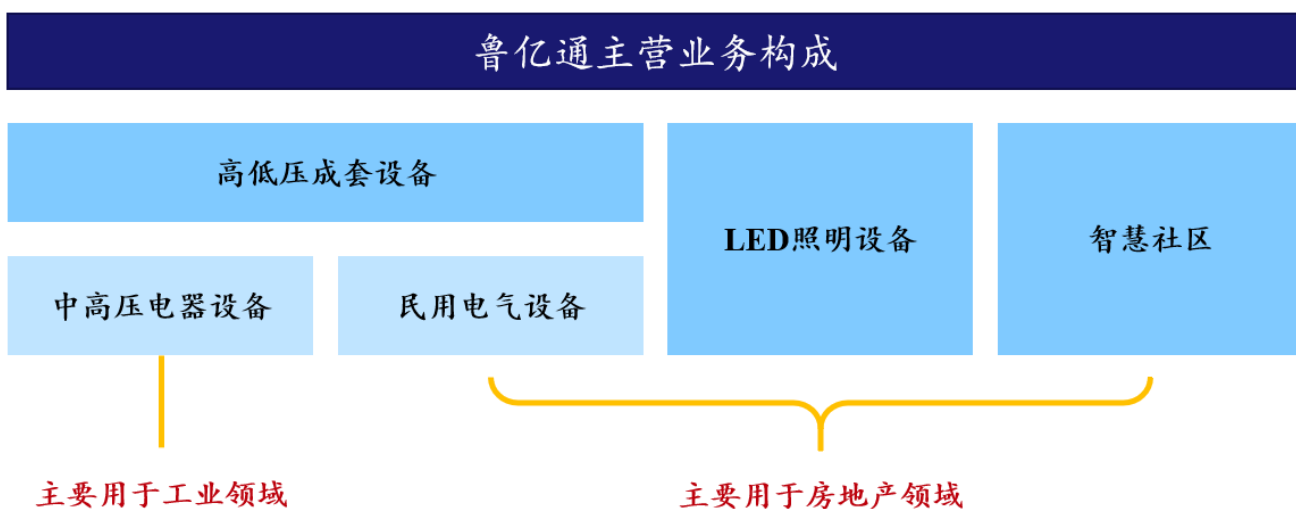 鲁亿通主营业务构成
高低压成套设备
LED照明设备
智慧社区
中高压电器设备
民用电气设备
主要用于工业领域
主要用于房地产领域